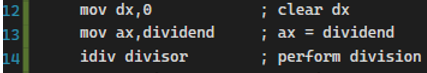 12 mov dx,0 ; clear dx
13 mov ax,dividend ; ax = dividend
14 idiv divisor ; perform division